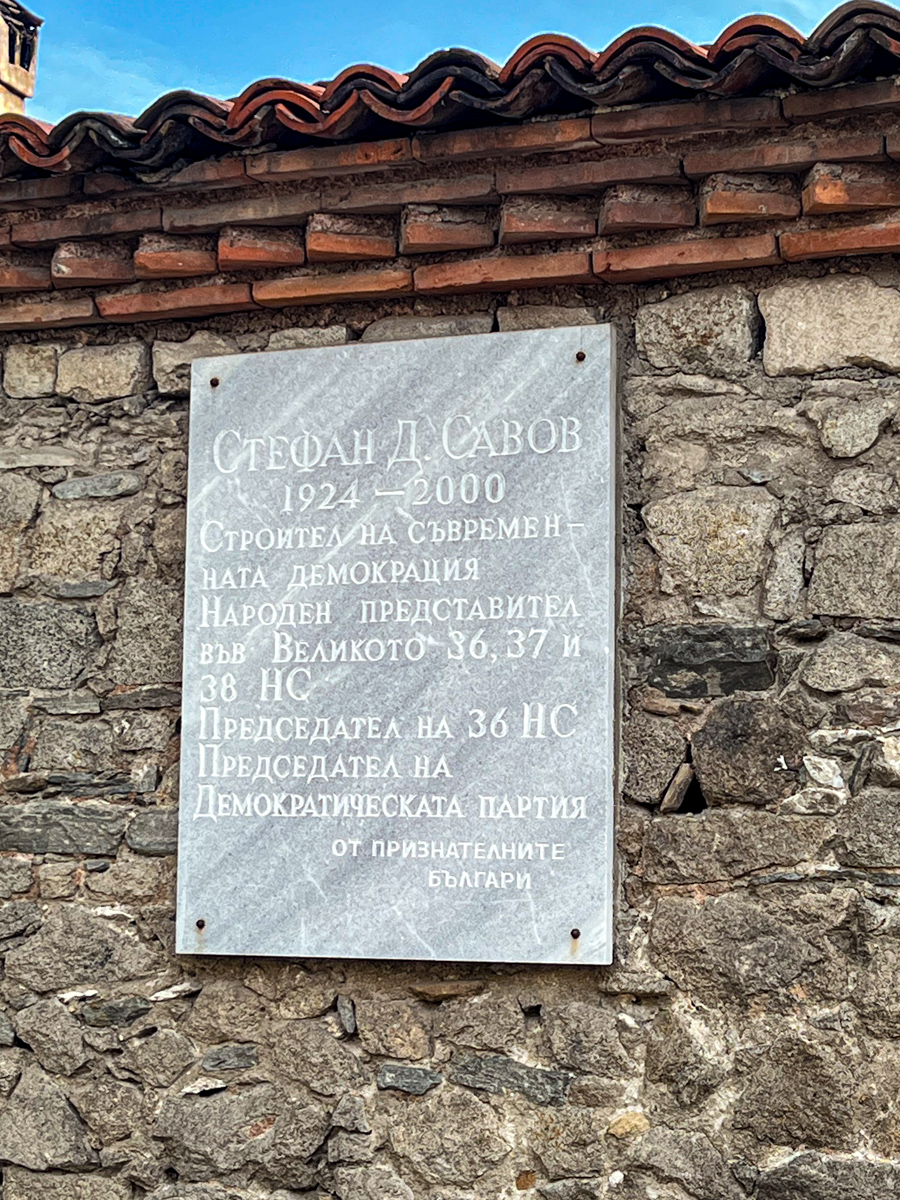 Стефан Д. Савов
1924 – 2000
Строител на съвремен-
ната демокрация
Народен представител
във Великото 36, 37 и
38 НС
Председател на 36 НС
Председател на
Демократическата партия
от признателните
българи